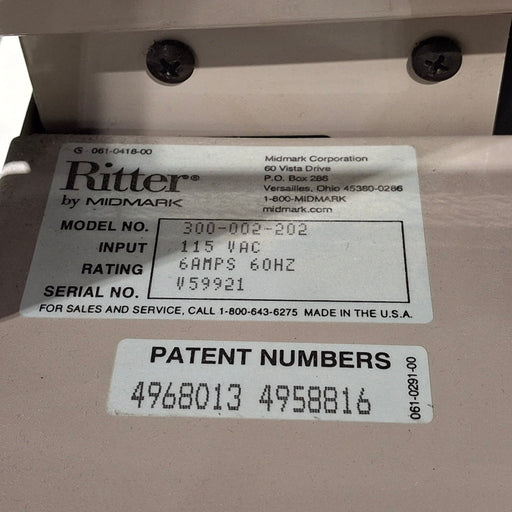 G 061-0418-00
Ritter®
by MIDMARK
Midmark Corporation
60 Vista Drive
P.O. Box 286
Versailles, Ohio 45380-0286
1-800-MIDMARK
midmark.com
MODEL NO. 300-002-202
INPUT 115 VAC
RATING 6AMPS 60HZ
SERIAL NO. V59921
FOR SALES AND SERVICE, CALL 1-800-643-6275 MADE IN THE U.S.A.
PATENT NUMBERS
4968013 4958816
061-0291-00